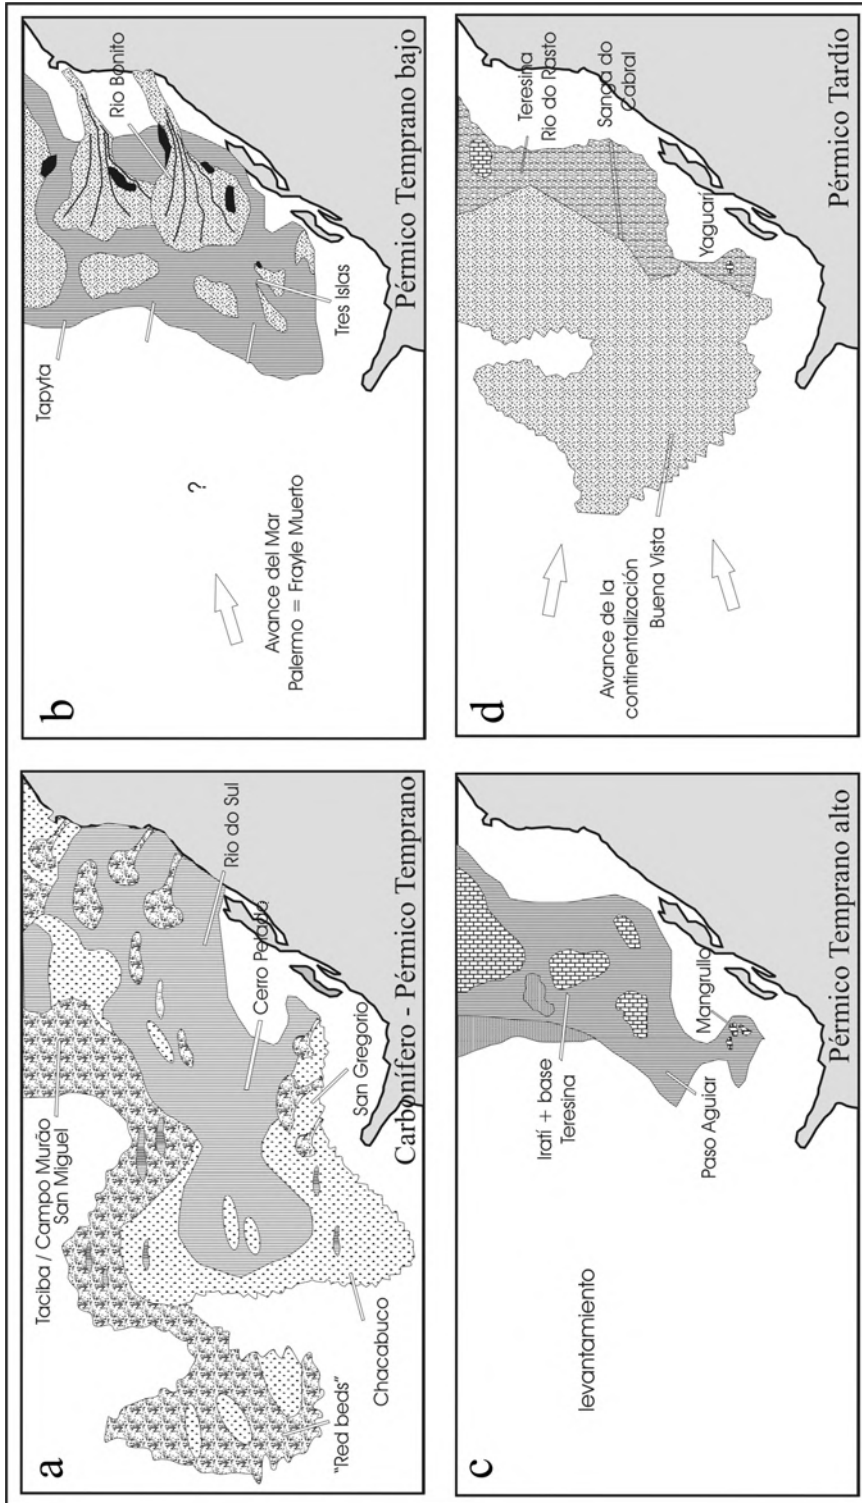 a
Taciba / Campo Murão
San Miguel
Rio do Sul
Cerro Pelado
San Gregorio
Chacabuco
"Red beds"
Carbonífero - Pérmico Temprano
b
Tapyta
Rio Bonito
Tres Islas
?
Avance del Mar
Palermo = Frayle Muerto
Pérmico Temprano bajo
c
levantamiento
Iratí + base
Teresina
Paso Aguiar
Mangrullo
Pérmico Temprano alto
d
Teresina
Rio do Rasto
Sanga do
Cabral
Yaguarí
Avance de la
continentalización
Buena Vista
Pérmico Tardío